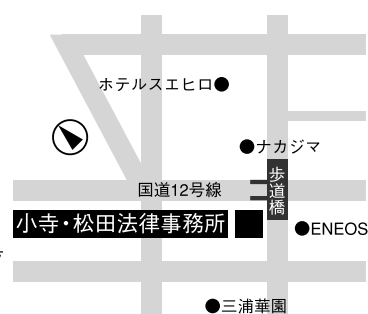 ホテルスエヒロ●
●ナカジマ
歩道橋
国道12号線
小寺・松田法律事務所
●ENEOS
●三浦華園